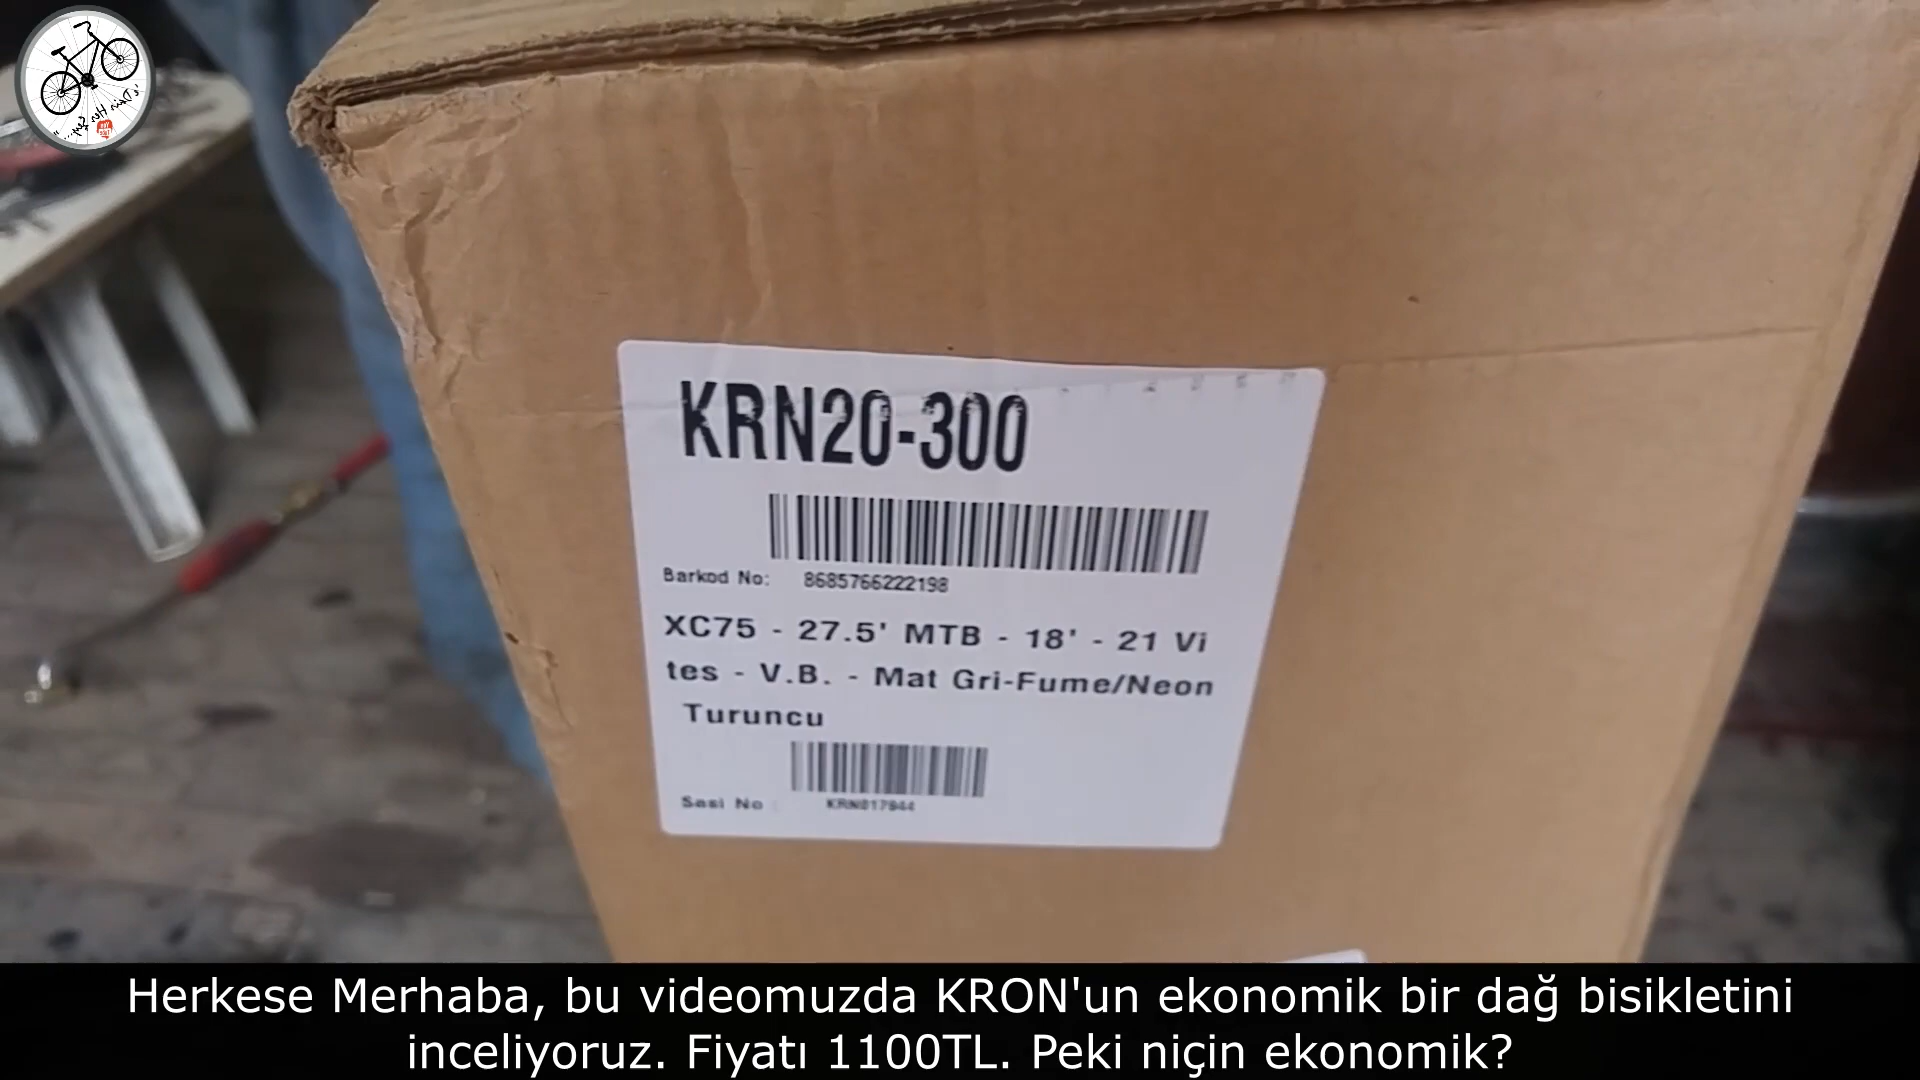 KRN20-300
Barkod No: 8685766222198
XC75 - 27.5' MTB - 18' - 21 Vi
tes - V.B. - Mat Gri-Fume/Neon
Turuncu
Sasi No : KRN017944
Herkese Merhaba, bu videomuzda KRON'un ekonomik bir dağ bisikletini
inceliyoruz. Fiyatı 1100TL. Peki niçin ekonomik?